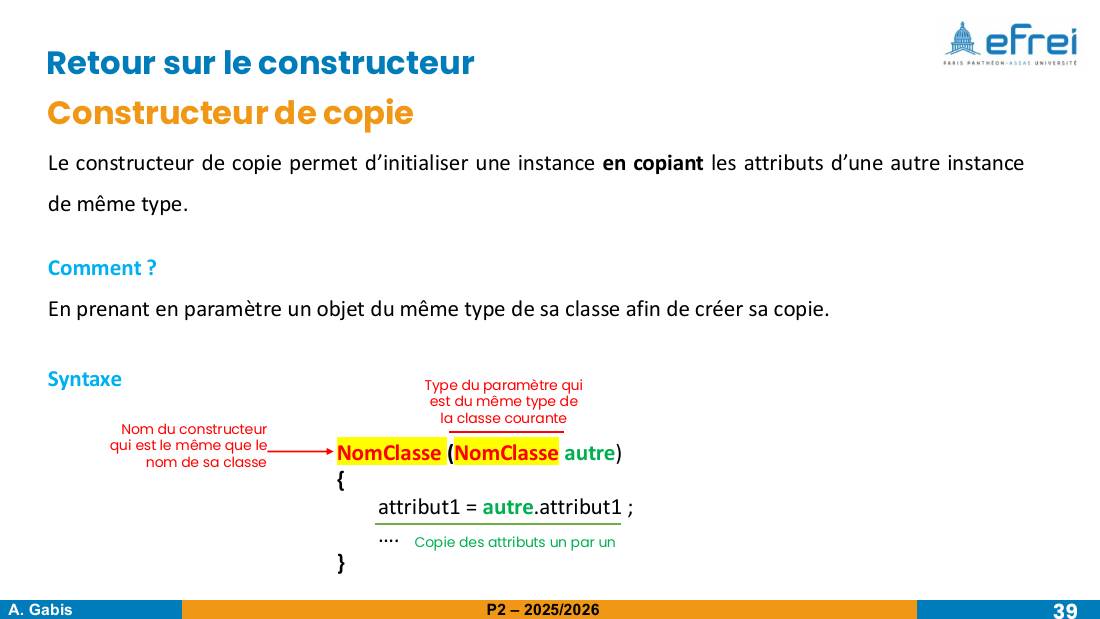 efrei
PARIS PANTHÉON-ASSAS UNIVERSITÉ
Retour sur le constructeur
Constructeur de copie
Le constructeur de copie permet d’initialiser une instance en copiant les attributs d’une autre instance
de même type.
Comment ?
En prenant en paramètre un objet du même type de sa classe afin de créer sa copie.
Syntaxe
Type du paramètre qui
est du même type de
la classe courante
Nom du constructeur
qui est le même que le
nom de sa classe
NomClasse (NomClasse autre)
{
attribut1 = autre.attribut1 ;
....
Copie des attributs un par un
}
A. Gabis
P2 – 2025/2026
39